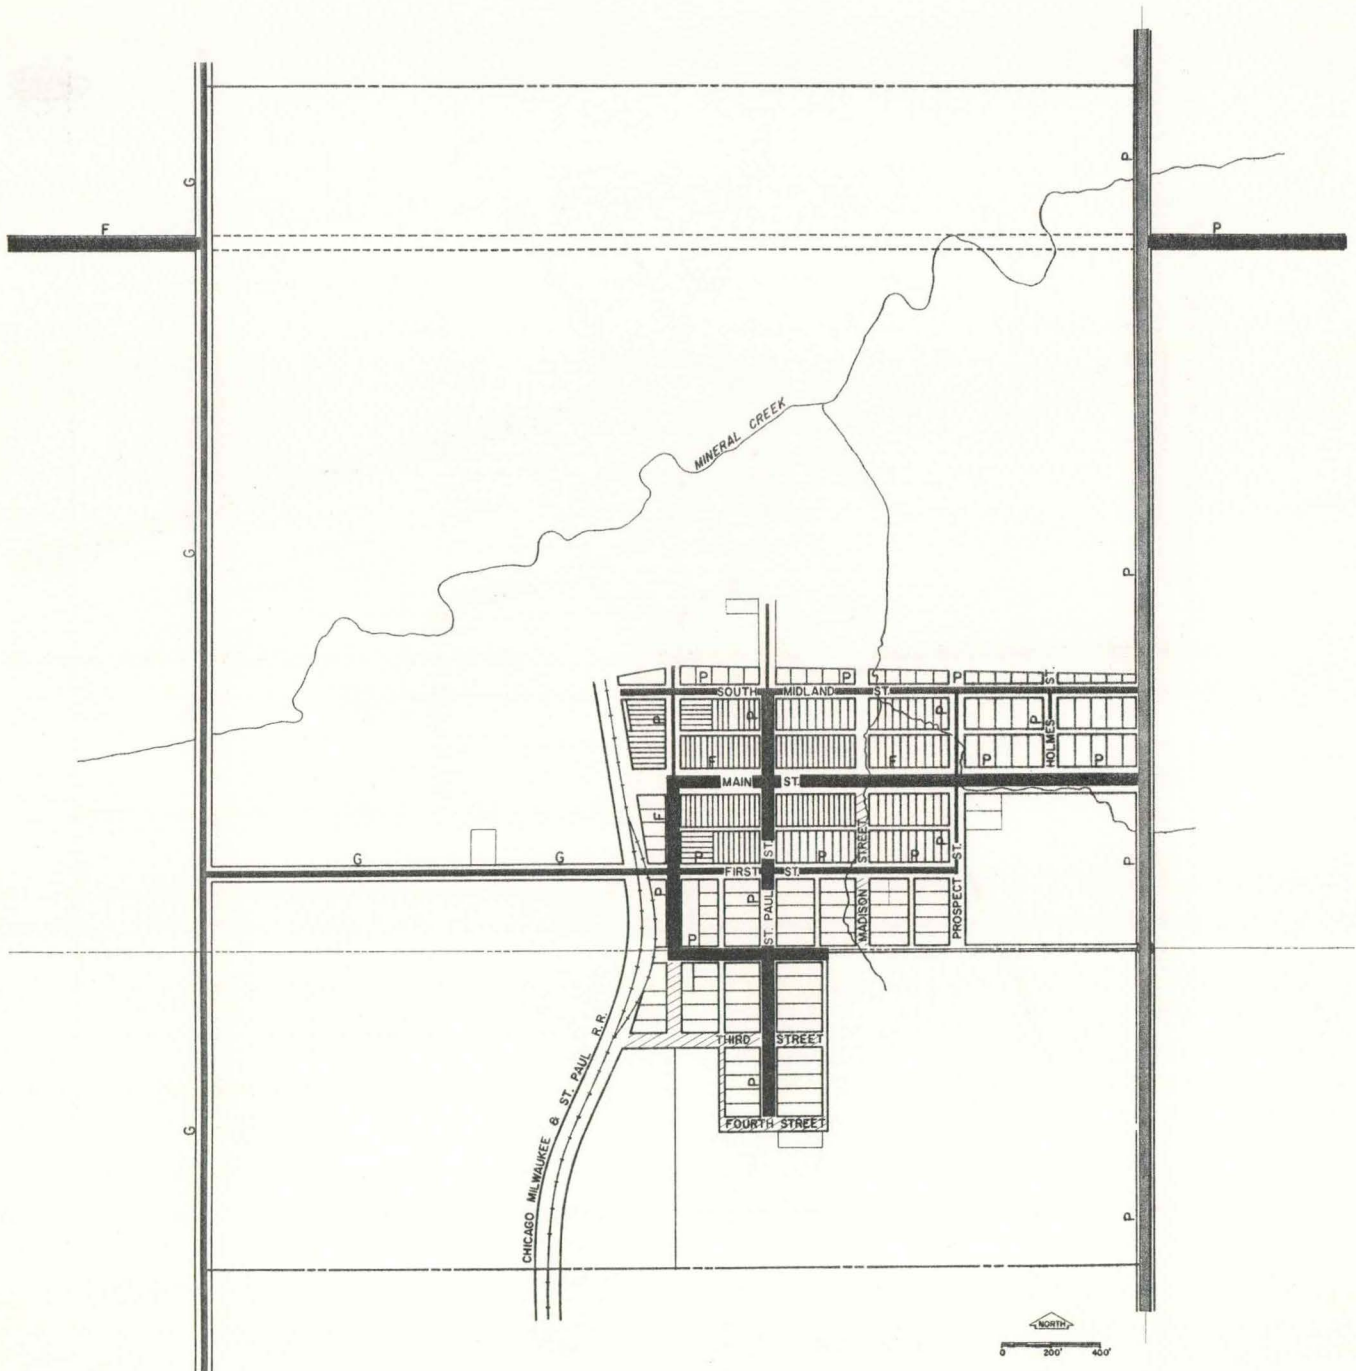 P
G
F
P
MINERAL CREEK
G
P
P
P
P
SOUTH MIDLAND ST.
HOLMES ST.
P
P
P
P
F
F
P
P
MAIN ST.
F
P
P
P
P
G
G
FIRST ST.
P
P
P
ST. PAUL ST.
MADISON STREET
PROSPECT ST.
P
THIRD STREET
P
FOURTH STREET
CHICAGO MILWAUKEE & ST. PAUL R.R.
G
P
NORTH
0 200' 400'